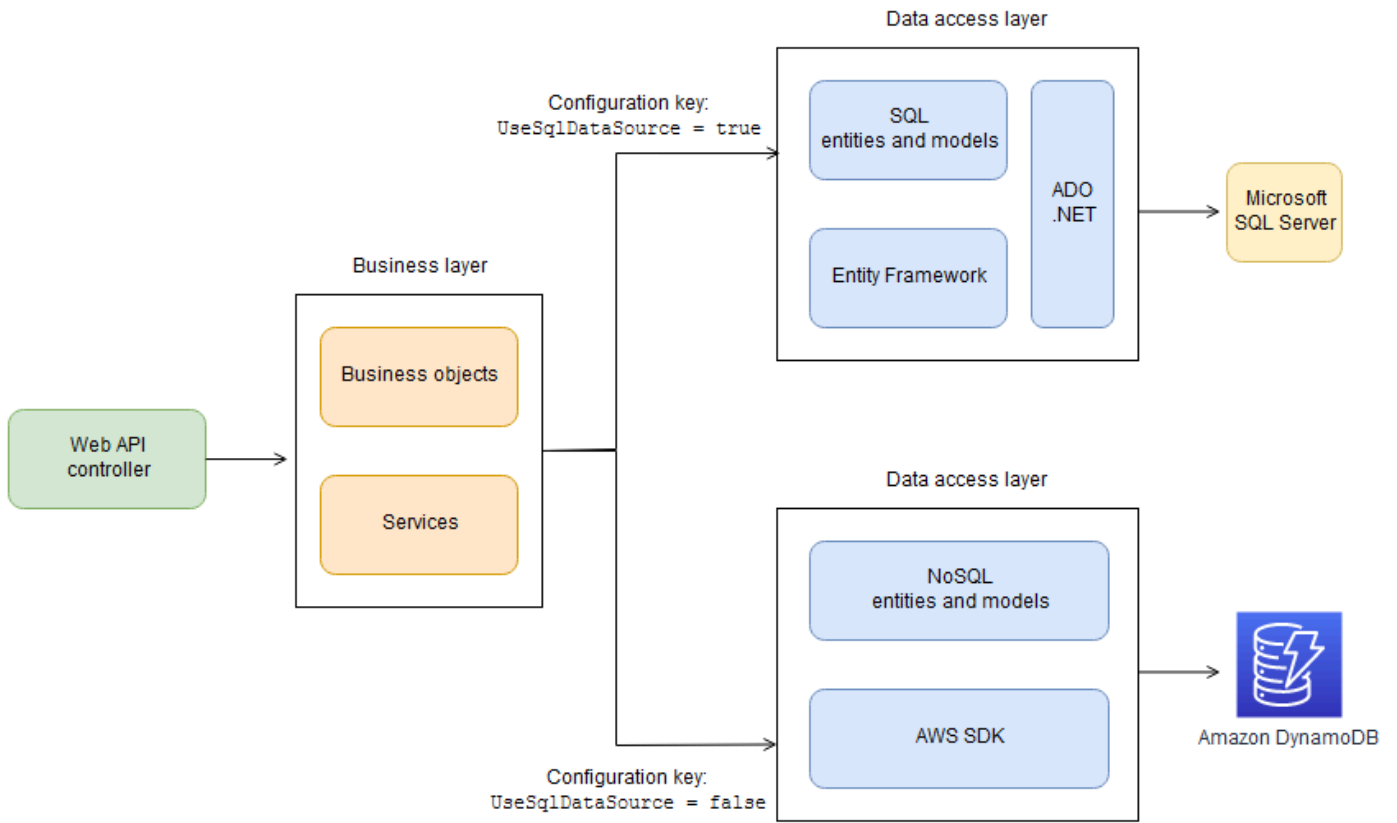 Data access layer
Configuration key:
UseSqlDataSource = true
SQL
entities and models
ADO
.NET
Entity Framework
Microsoft
SQL Server
Business layer
Business objects
Services
Web API
controller
Data access layer
NoSQL
entities and models
AWS SDK
Amazon DynamoDB
Configuration key:
UseSqlDataSource = false